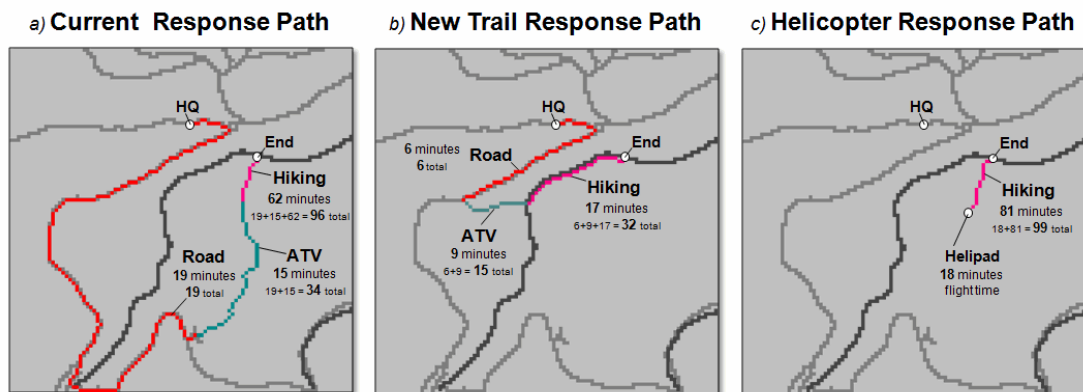 a) Current Response Path
HQ
End
Hiking
62 minutes
19+15+62 = 96 total
Road
19 minutes
19 total
ATV
15 minutes
19+15 = 34 total
b) New Trail Response Path
HQ
End
6 minutes
6 total
Road
Hiking
17 minutes
6+9+17 = 32 total
ATV
9 minutes
6+9 = 15 total
c) Helicopter Response Path
HQ
End
Hiking
81 minutes
18+81 = 99 total
Helipad
18 minutes
flight time